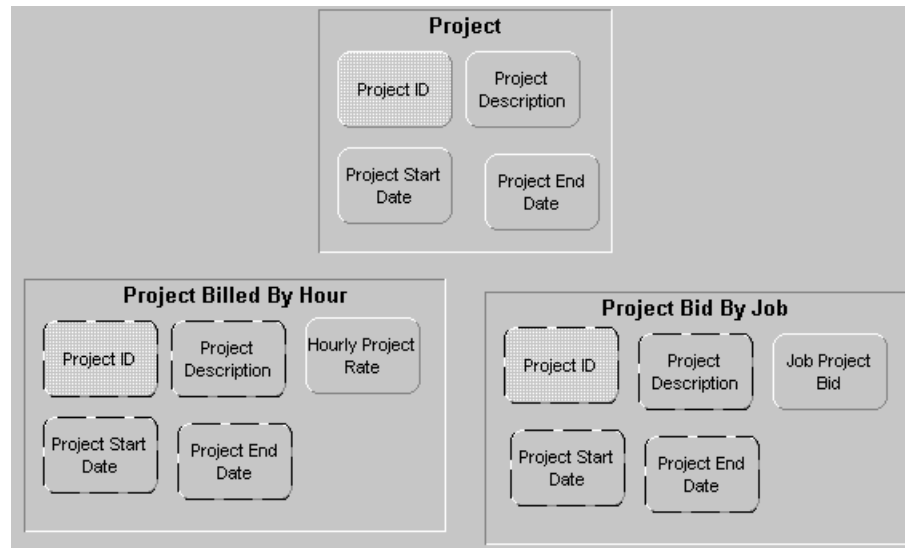 Project
Project ID
Project
Description
Project Start
Date
Project End
Date
Project Billed By Hour
Project ID
Project
Description
Hourly Project
Rate
Project Start
Date
Project End
Date
Project Bid By Job
Project ID
Project
Description
Job Project
Bid
Project Start
Date
Project End
Date